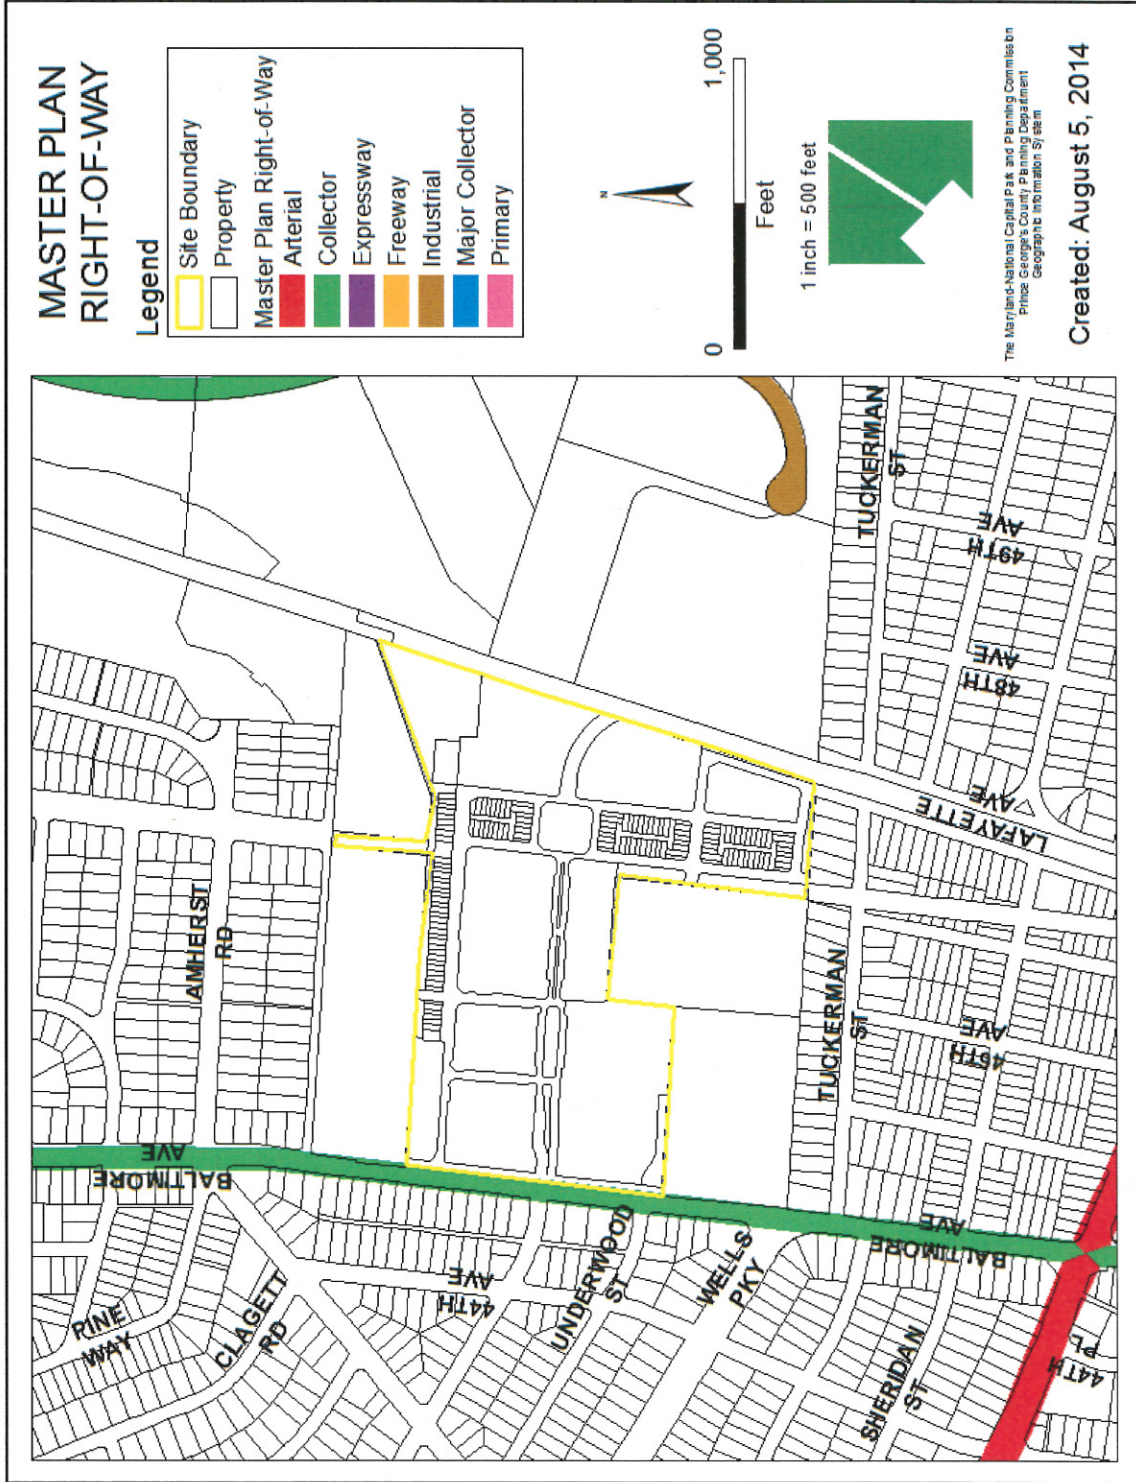 MASTER PLAN
RIGHT-OF-WAY
Legend
Site Boundary
Property
Master Plan Right-of-Way
Arterial
Collector
Expressway
Freeway
Industrial
Major Collector
Primary
N
0
1,000
Feet
1 inch = 500 feet
The Maryland-National Capital Park and Planning Commission
Prince George's County Planning Department
Geographic Information System
Created: August 5, 2014
AMHERST
RD
BALTIMORE
AVE
PINE
WAY
CLAGETT
RD
44TH
AVE
UNDERWOOD
ST
WELLS
PKY
SHERIDAN
ST
BALTIMORE
AVE
44TH
PL
TUCKERMAN
ST
46TH
AVE
LAFAYETTE
AVE
48TH
AVE
49TH
AVE
TUCKERMAN
ST